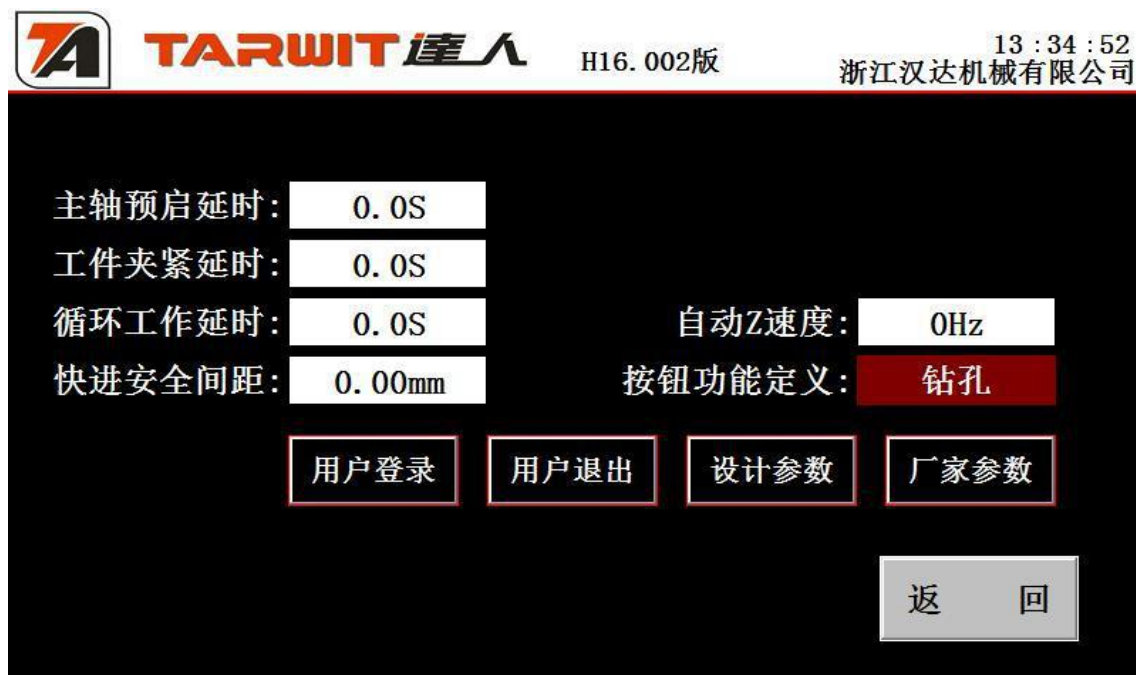 TA TARWIT達人 H16.002版 13:34:52
浙江汉达机械有限公司
主轴预启延时: 0.0S
工件夹紧延时: 0.0S
循环工作延时: 0.0S 自动Z速度: 0Hz
快进安全间距: 0.00mm 按钮功能定义: 钻孔
用户登录 用户退出 设计参数 厂家参数
返 回